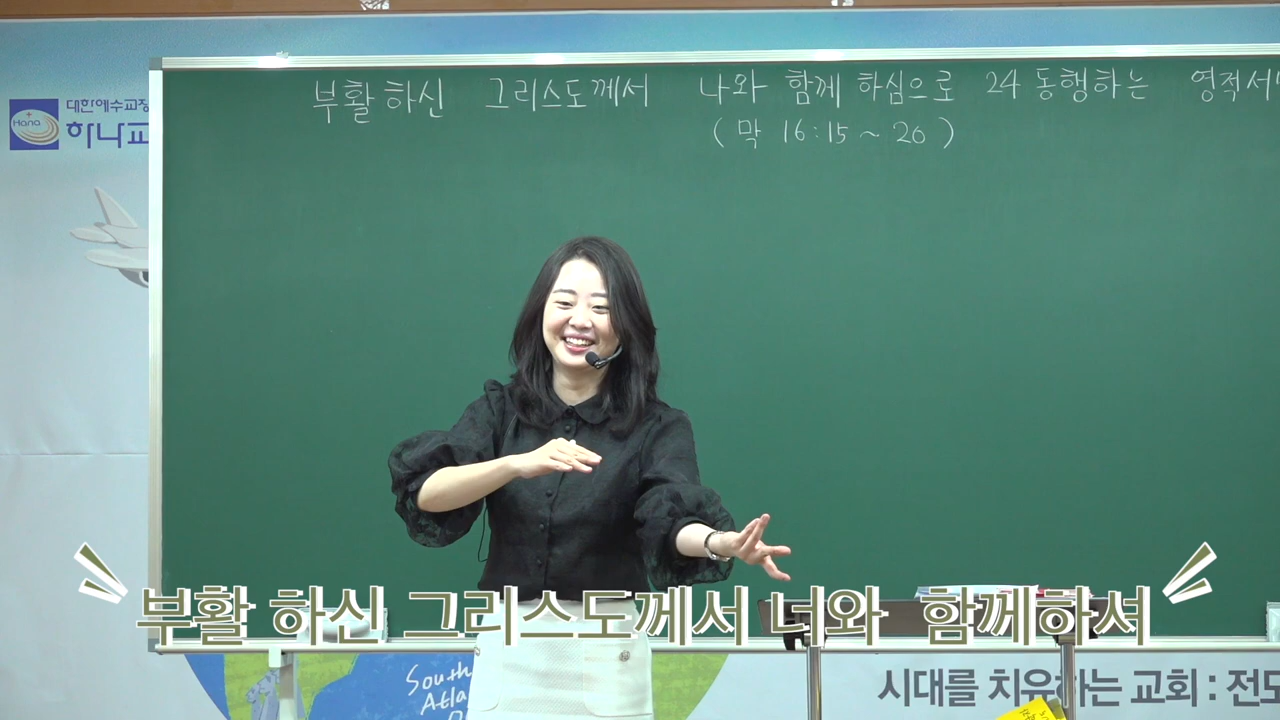 부활하신 그리스도께서 나와 함께 하심으로 24 동행하는 영적서
(막 16:15~20)
대한예수교장
Hana
하나교
부활 하신 그리스도께서 너와 함께하셔
South
Atla
시대를 치유하는 교회 : 전도